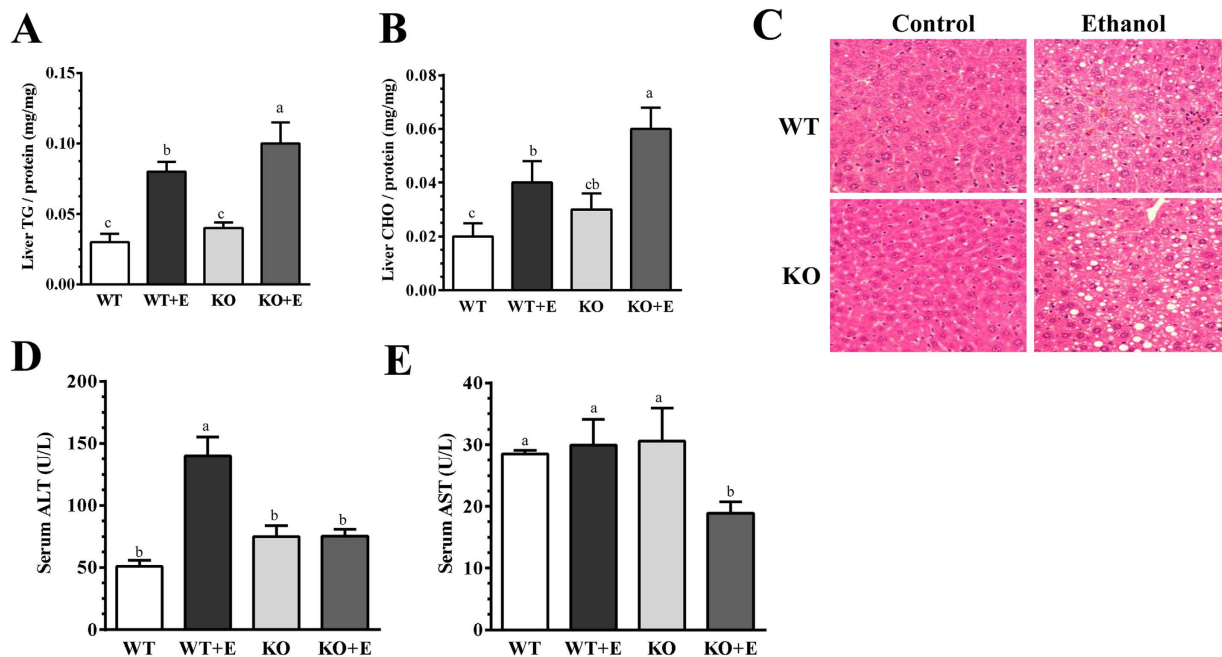 A
Liver TG / protein (mg/mg)
0.15
0.10
0.05
0.00
c
b
c
a
WT
WT+E
KO
KO+E
B
Liver CHO / protein (mg/mg)
0.08
0.06
0.04
0.02
0.00
c
b
cb
a
WT
WT+E
KO
KO+E
C
Control
Ethanol
WT
KO
D
Serum ALT (U/L)
200
150
100
50
0
b
a
b
b
WT
WT+E
KO
KO+E
E
Serum AST (U/L)
40
30
20
10
0
a
a
a
b
WT
WT+E
KO
KO+E